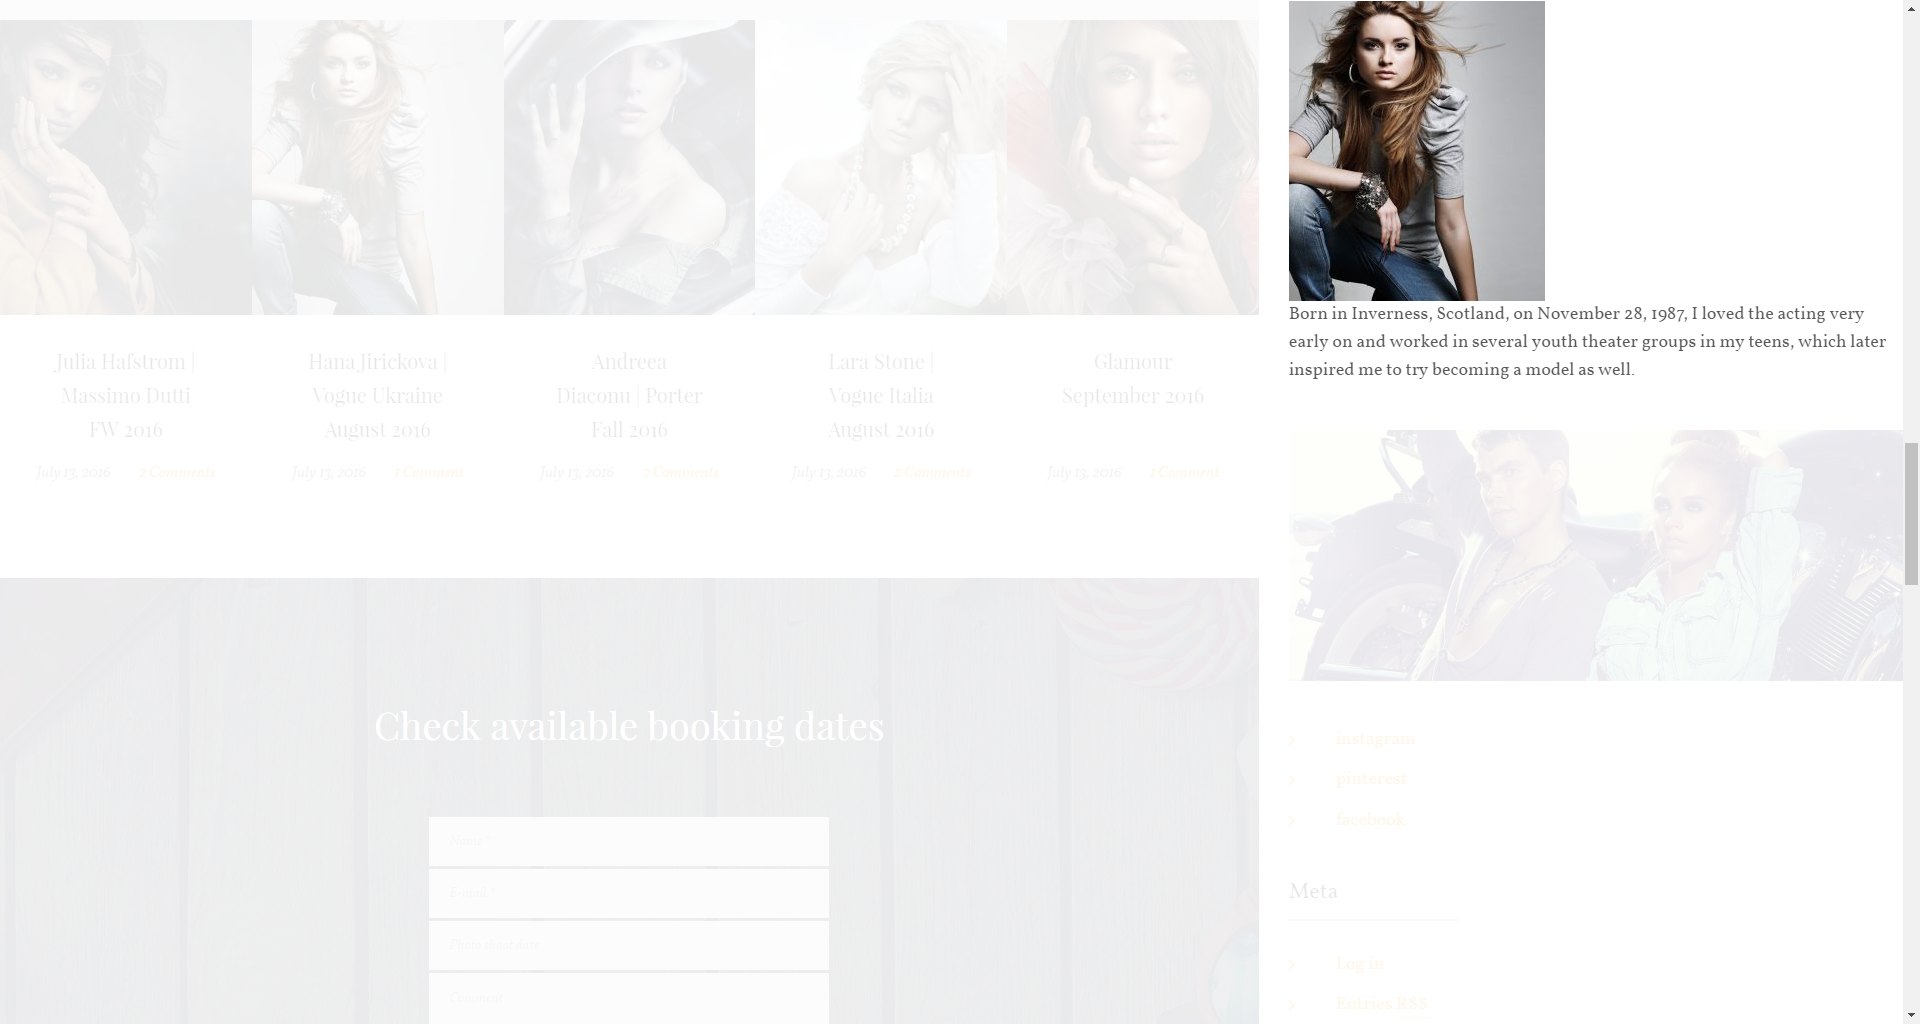 Julia Hafstrom |
Massimo Dutti
FW 2016
July 13, 2016 2 Comments
Hana Jirickova |
Vogue Ukraine
August 2016
July 13, 2016 1 Comment
Andreea
Diaconu | Porter
Fall 2016
July 13, 2016 2 Comments
Lara Stone |
Vogue Italia
August 2016
July 13, 2016 2 Comments
Glamour
September 2016
July 13, 2016 1 Comment
Check available booking dates
Name *
E-mail *
Photo shoot date
Comment
Born in Inverness, Scotland, on November 28, 1987, I loved the acting very
early on and worked in several youth theater groups in my teens, which later
inspired me to try becoming a model as well.
instagram
pinterest
facebook
Meta
Log in
Entries RSS